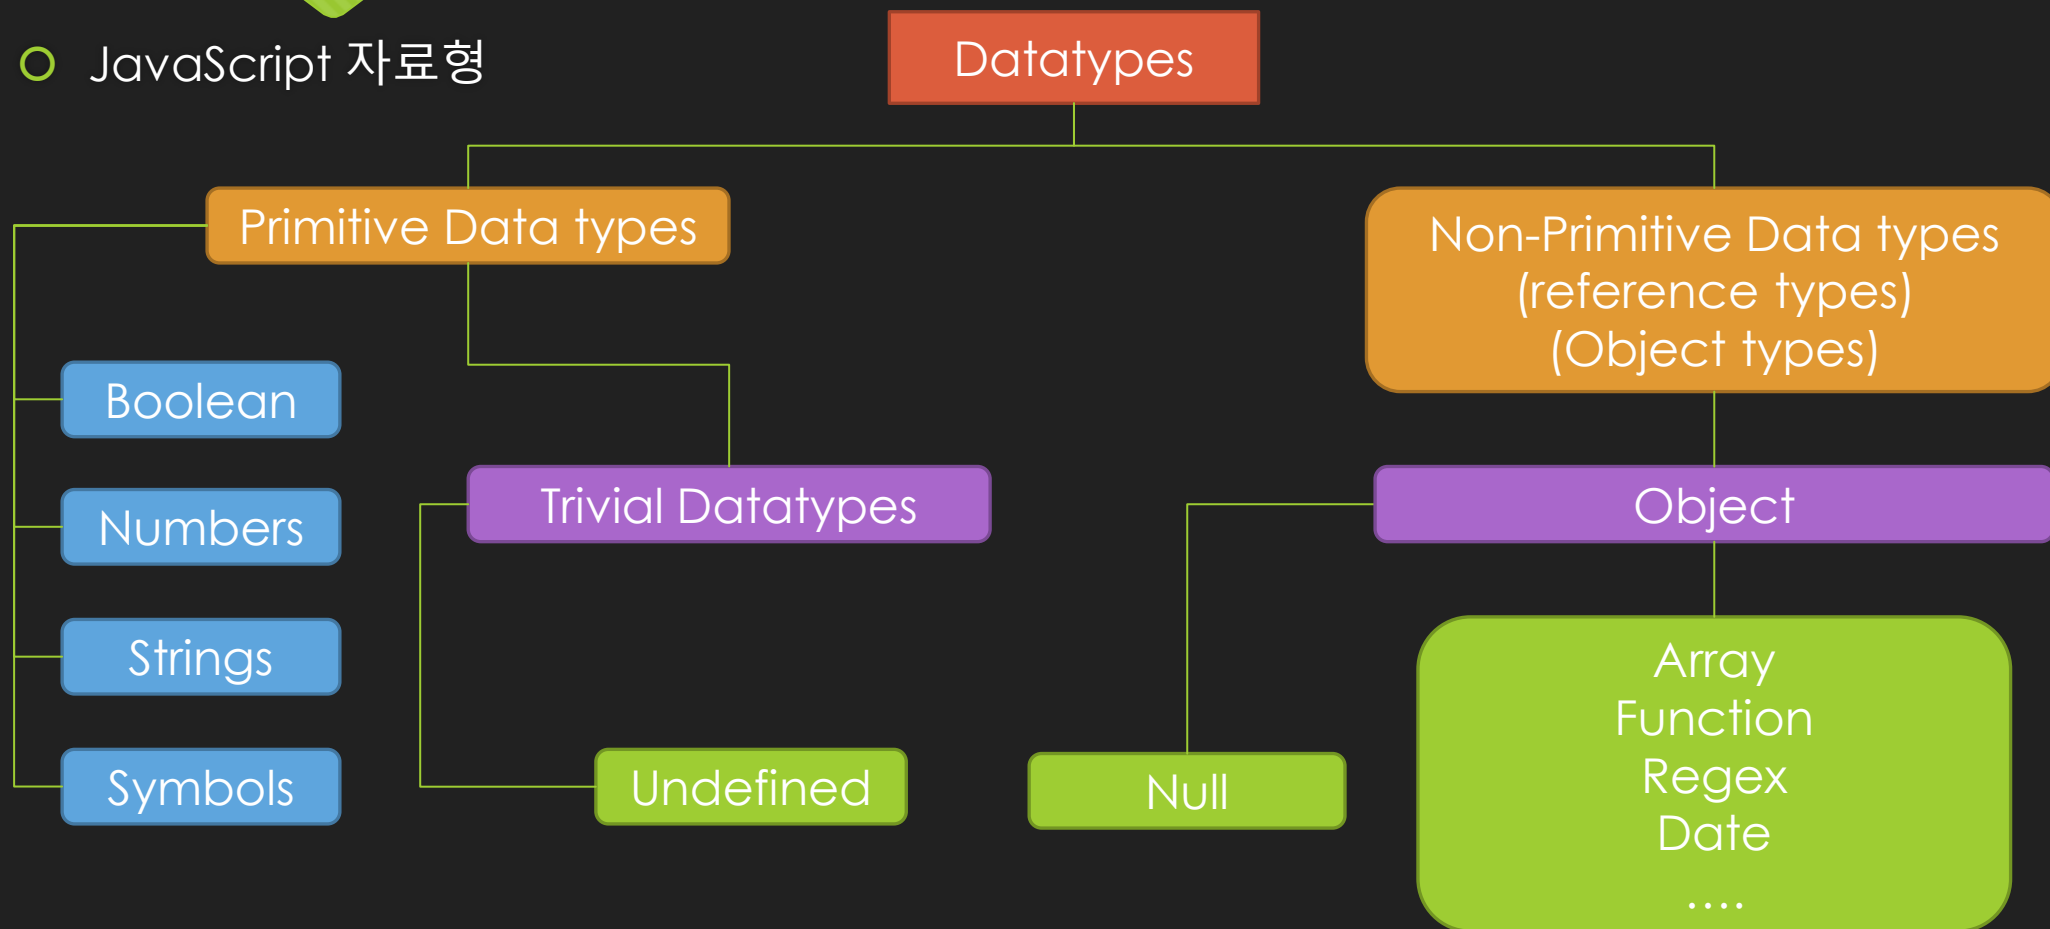 JavaScript 자료형
Datatypes
Primitive Data types
Non-Primitive Data types
(reference types)
(Object types)
Boolean
Numbers
Strings
Symbols
Trivial Datatypes
Undefined
Object
Null
Array
Function
Regex
Date
....